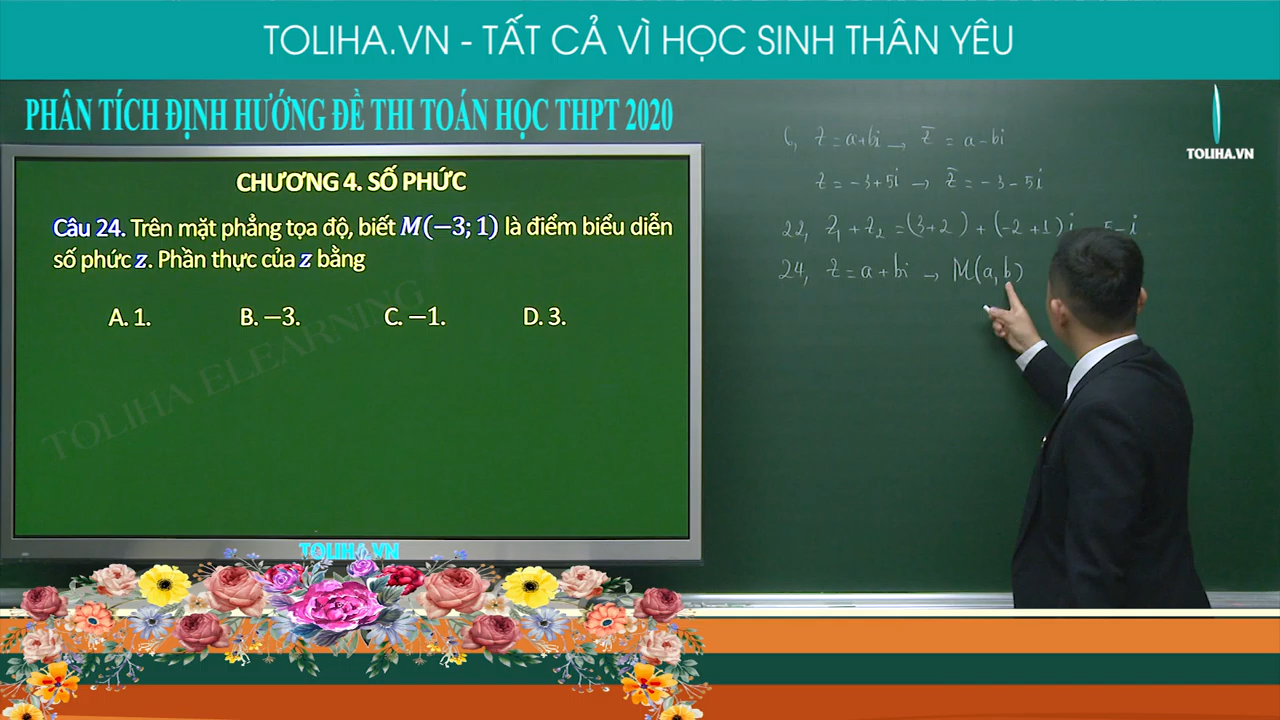 TOLIHA.VN - TẤT CẢ VÌ HỌC SINH THÂN YÊU
PHÂN TÍCH ĐỊNH HƯỚNG ĐỀ THI TOÁN HỌC THPT 2020
TOLIHA.VN
CHƯƠNG 4. SỐ PHỨC
Câu 24. Trên mặt phẳng tọa độ, biết M(−3; 1) là điểm biểu diễn
số phức z. Phần thực của z bằng
A. 1. B. −3. C. −1. D. 3.
TOLIHA ELEARNING
TOLIHA.VN
6, z = a+bi → z̄ = a−bi
z = −3+5i → z̄ = −3−5i
22, z₁ + z₂ = (3+2) + (−2+1)i 5−i
24, z = a + bi → M(a, b)